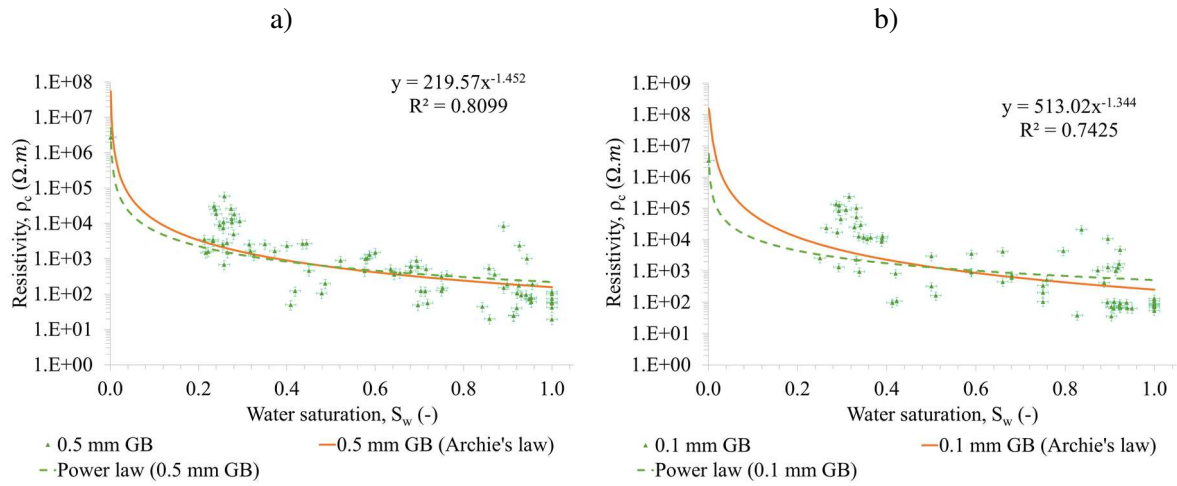 a)
y = 219.57x^-1.452
R² = 0.8099
1.E+08
1.E+07
1.E+06
1.E+05
1.E+04
1.E+03
1.E+02
1.E+01
1.E+00
Resistivity, ρc (Ω.m)
0.0 0.2 0.4 0.6 0.8 1.0
Water saturation, Sw (-)
0.5 mm GB
0.5 mm GB (Archie's law)
Power law (0.5 mm GB)
b)
y = 513.02x^-1.344
R² = 0.7425
1.E+09
1.E+08
1.E+07
1.E+06
1.E+05
1.E+04
1.E+03
1.E+02
1.E+01
1.E+00
Resistivity, ρc (Ω.m)
0.0 0.2 0.4 0.6 0.8 1.0
Water saturation, Sw (-)
0.1 mm GB
0.1 mm GB (Archie's law)
Power law (0.1 mm GB)